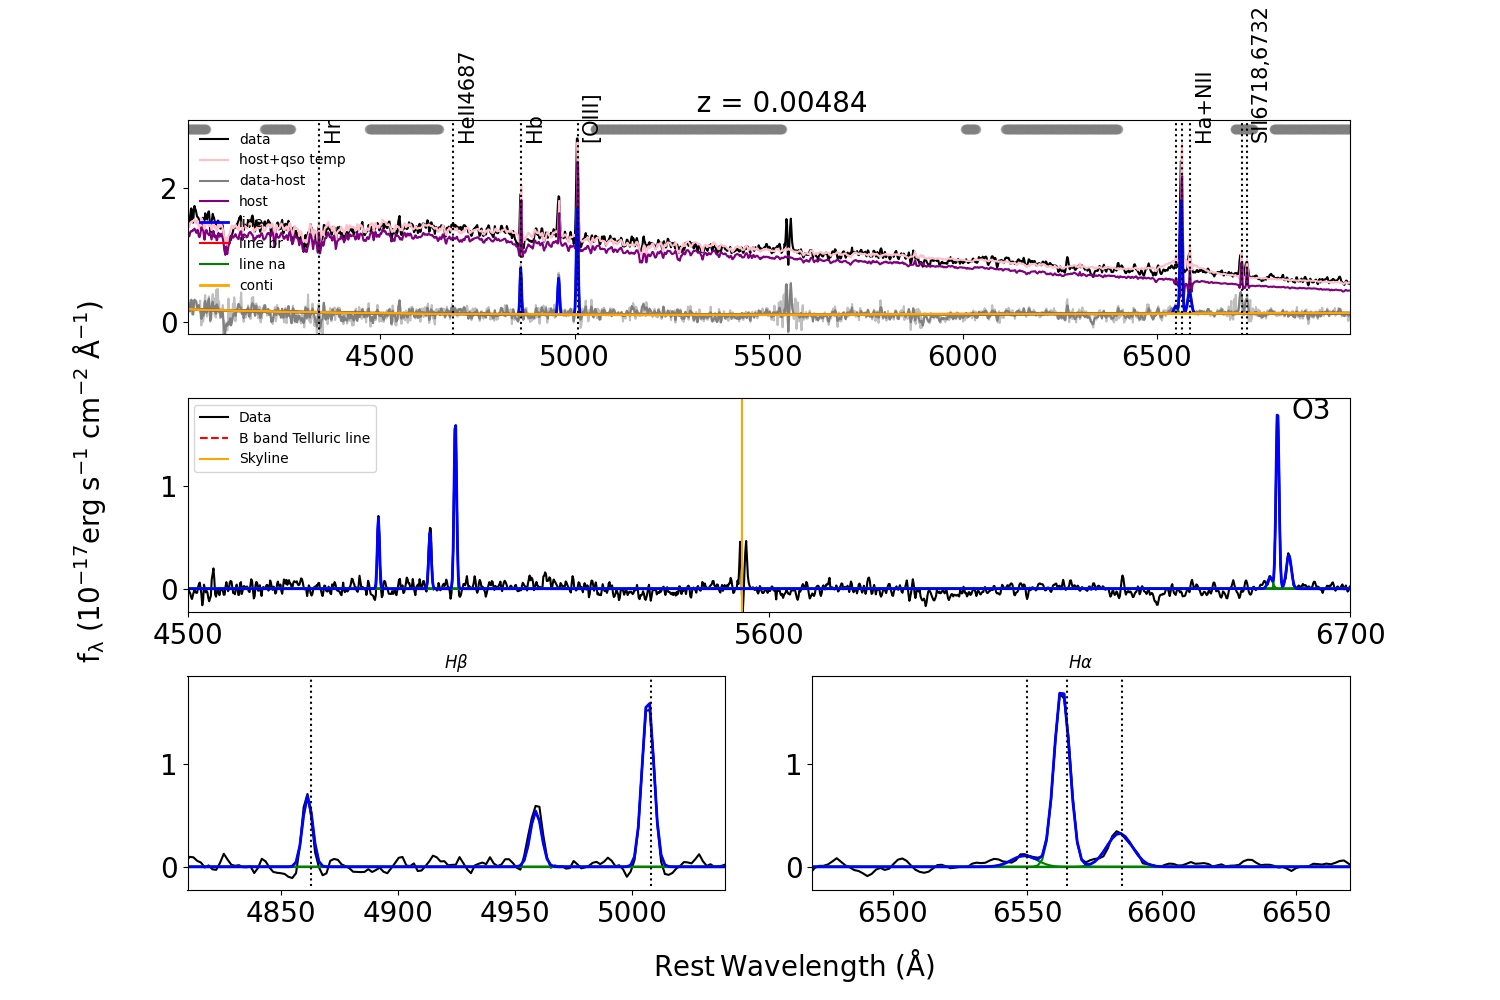 z = 0.00484
Hr
HeII4687
Hb
[OIII]
Ha+NII
SII6718,6732
data
host+qso temp
data-host
host
line
line br
line na
conti
2
0
4500
5000
5500
6000
6500
fλ (10⁻¹⁷erg s⁻¹ cm⁻² Å⁻¹)
O3
Data
B band Telluric line
Skyline
1
0
4500
5600
6700
Hβ
1
0
4850
4900
4950
5000
Hα
1
0
6500
6550
6600
6650
Rest Wavelength (Å)